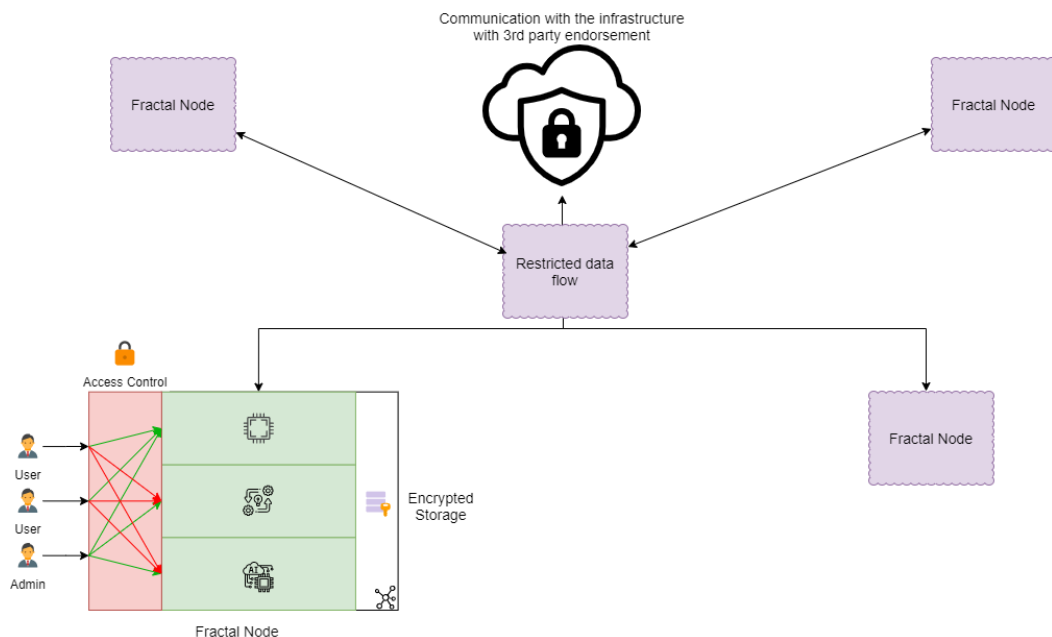 Communication with the infrastructure
with 3rd party endorsement
Fractal Node
Fractal Node
Restricted data
flow
Access Control
User
User
Admin
AI
Encrypted
Storage
Fractal Node
Fractal Node